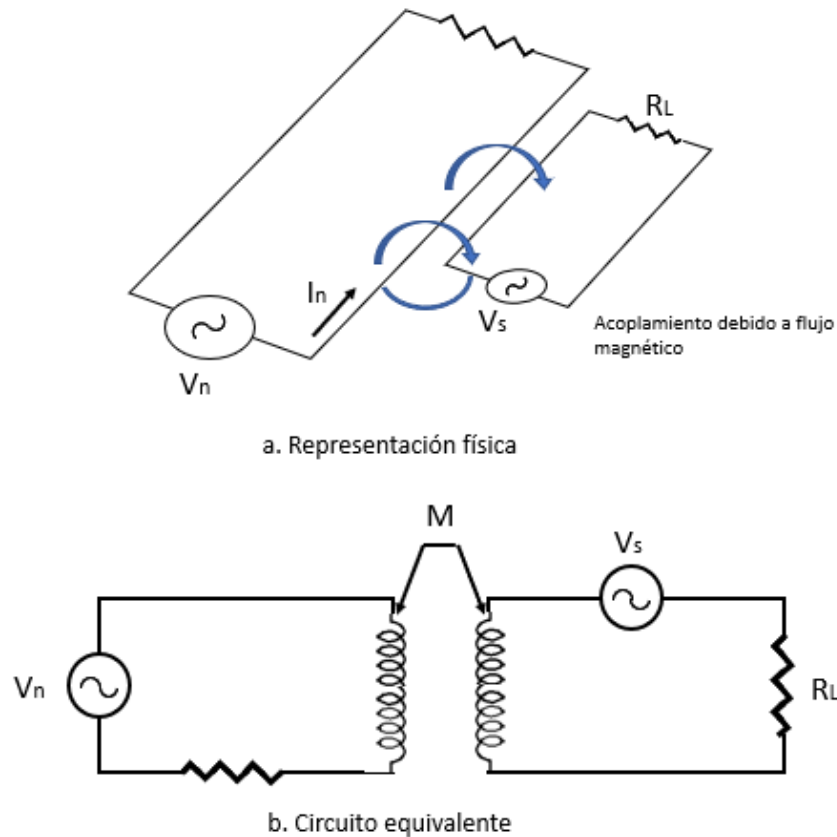 RL
In
Vs
Vn
Acoplamiento debido a flujo
magnético
a. Representación física
M
Vs
Vn
RL
b. Circuito equivalente